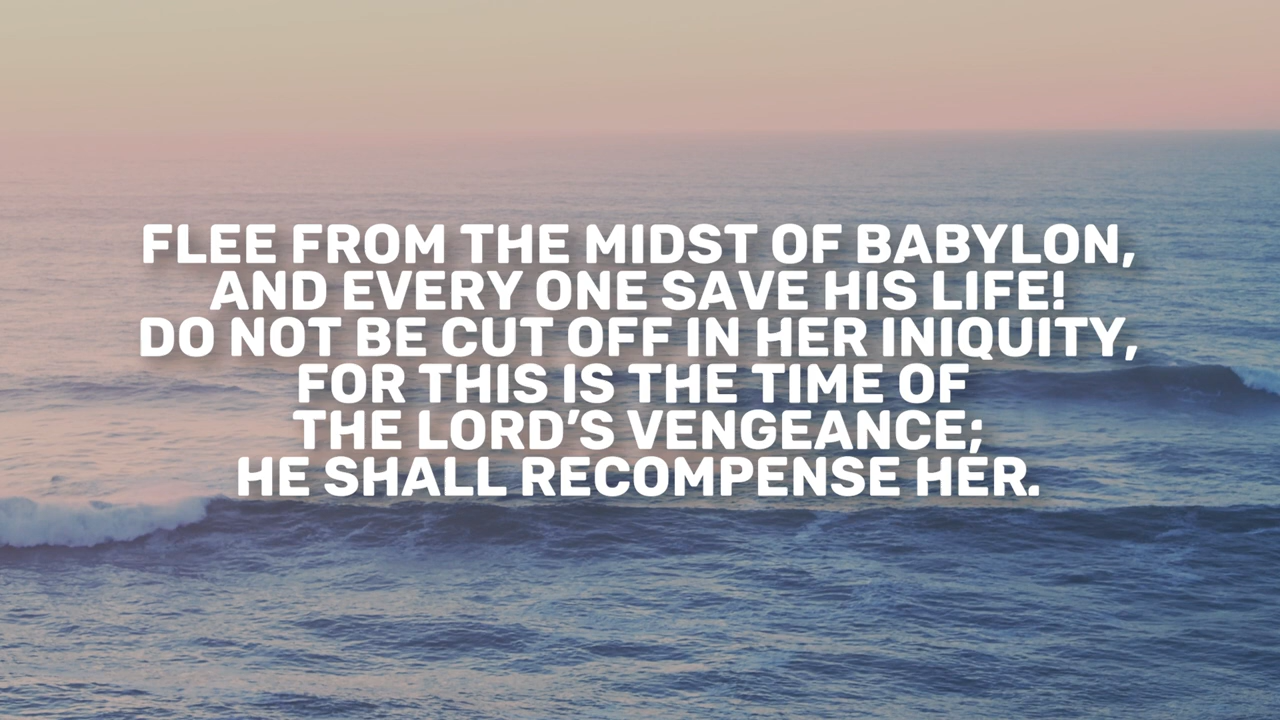 FLEE FROM THE MIDST OF BABYLON,
AND EVERY ONE SAVE HIS LIFE!
DO NOT BE CUT OFF IN HER INIQUITY,
FOR THIS IS THE TIME OF
THE LORD’S VENGEANCE;
HE SHALL RECOMPENSE HER.